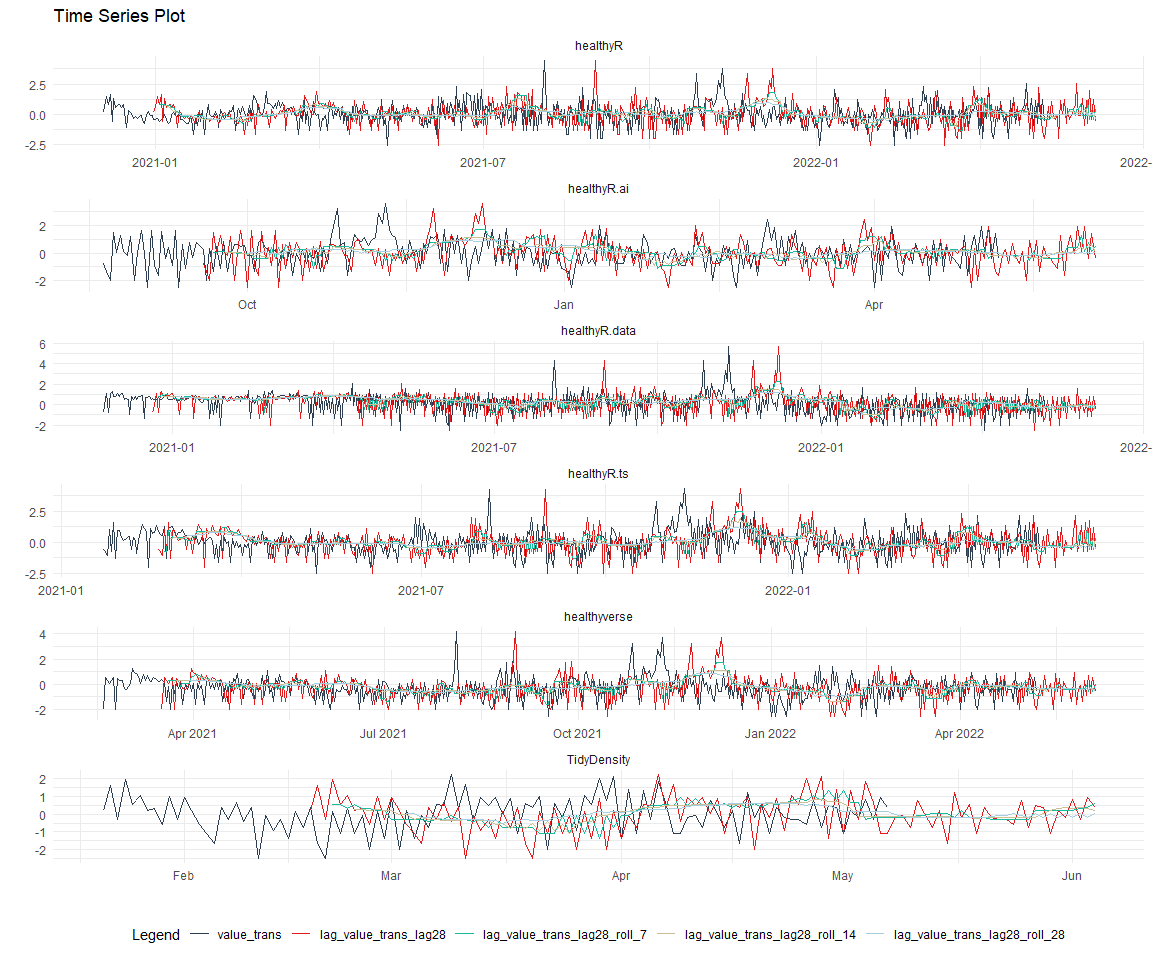 Time Series Plot
healthyR
2.5
0.0
-2.5
2021-01 2021-07 2022-01 2022-
healthyR.ai
2
0
-2
Oct Jan Apr
healthyR.data
6
4
2
0
-2
2021-01 2021-07 2022-01 2022-
healthyR.ts
2.5
0.0
-2.5
2021-01 2021-07 2022-01
healthyverse
4
2
0
-2
Apr 2021 Jul 2021 Oct 2021 Jan 2022 Apr 2022
TidyDensity
2
1
0
-1
-2
Feb Mar Apr May Jun
Legend value_trans lag_value_trans_lag28 lag_value_trans_lag28_roll_7 lag_value_trans_lag28_roll_14 lag_value_trans_lag28_roll_28